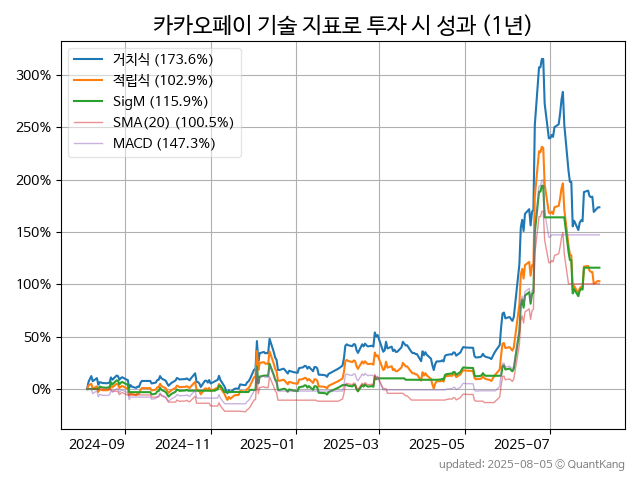 카카오페이 기술 지표로 투자 시 성과 (1년)
거치식 (173.6%)
적립식 (102.9%)
SigM (115.9%)
SMA(20) (100.5%)
MACD (147.3%)
300%
250%
200%
150%
100%
50%
0%
2024-09 2024-11 2025-01 2025-03 2025-05 2025-07
updated: 2025-08-05 © QuantKang